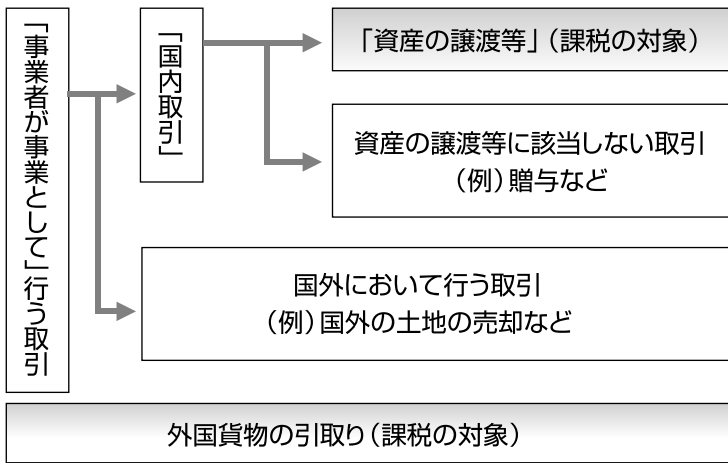 「事業者が事業として」行う取引
「国内取引」
「資産の譲渡等」（課税の対象）
資産の譲渡等に該当しない取引
（例）贈与など
国外において行う取引
（例）国外の土地の売却など
外国貨物の引取り（課税の対象）